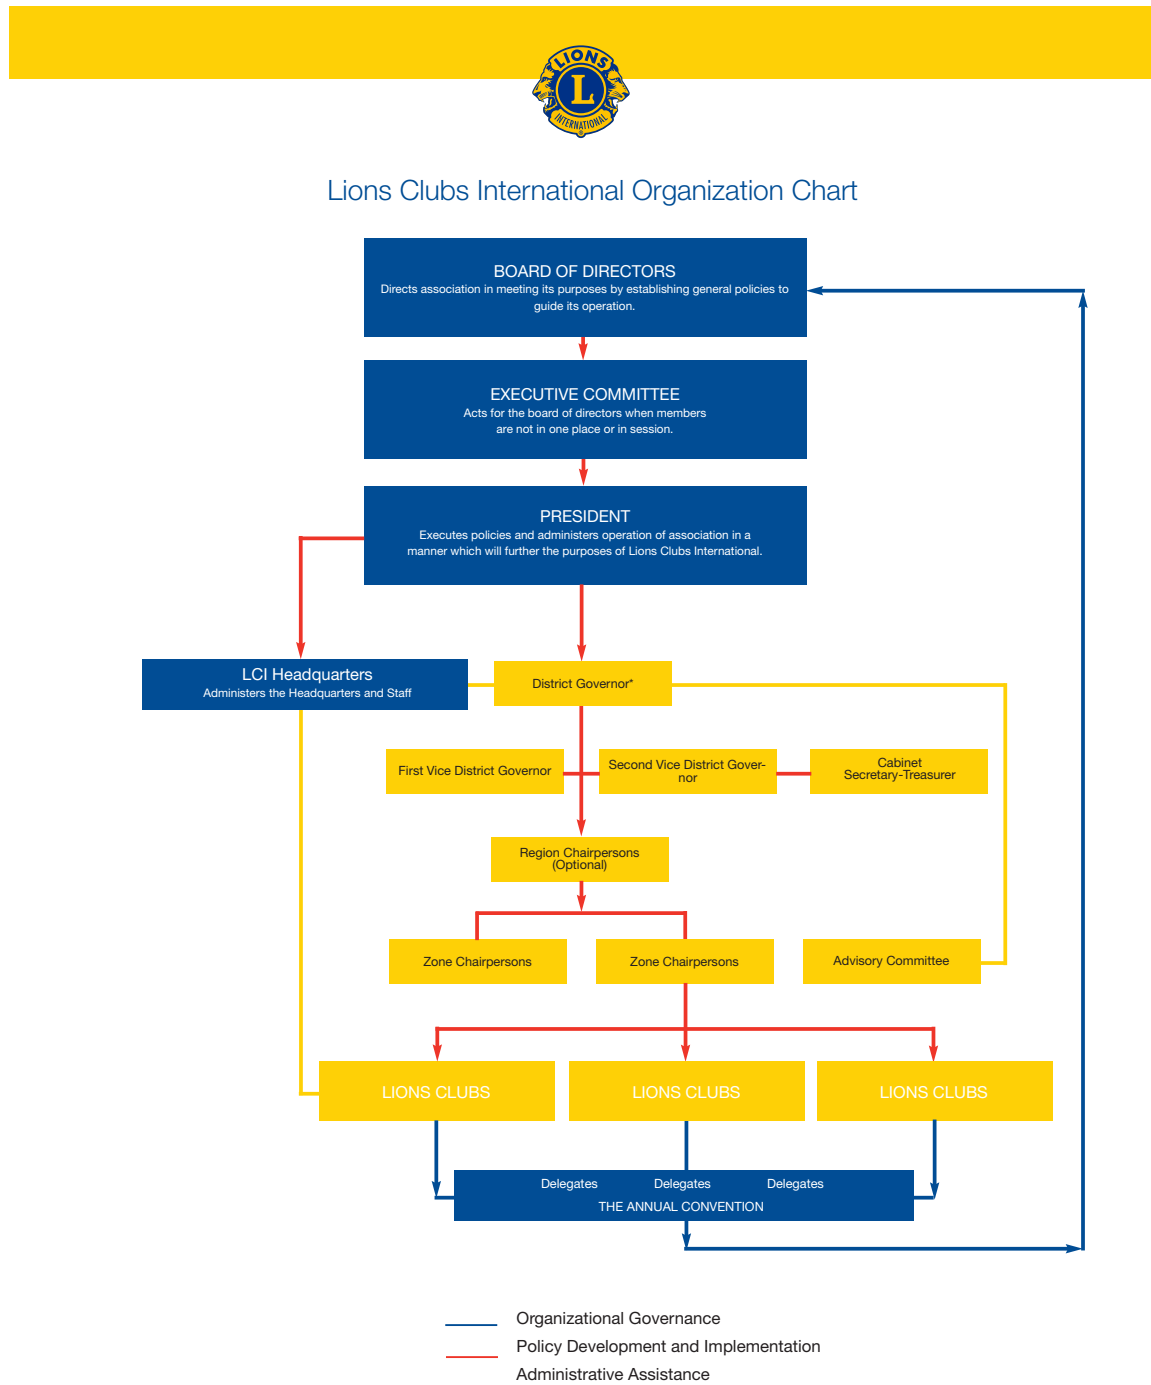 LIONS
L
INTERNATIONAL
Lions Clubs International Organization Chart
BOARD OF DIRECTORS
Directs association in meeting its purposes by establishing general policies to
guide its operation.
EXECUTIVE COMMITTEE
Acts for the board of directors when members
are not in one place or in session.
PRESIDENT
Executes policies and administers operation of association in a
manner which will further the purposes of Lions Clubs International.
LCI Headquarters
Administers the Headquarters and Staff
District Governor*
First Vice District Governor
Second Vice District Gover-
nor
Cabinet
Secretary-Treasurer
Region Chairpersons
(Optional)
Zone Chairpersons
Zone Chairpersons
Advisory Committee
LIONS CLUBS
LIONS CLUBS
LIONS CLUBS
Delegates Delegates Delegates
THE ANNUAL CONVENTION
Organizational Governance
Policy Development and Implementation
Administrative Assistance